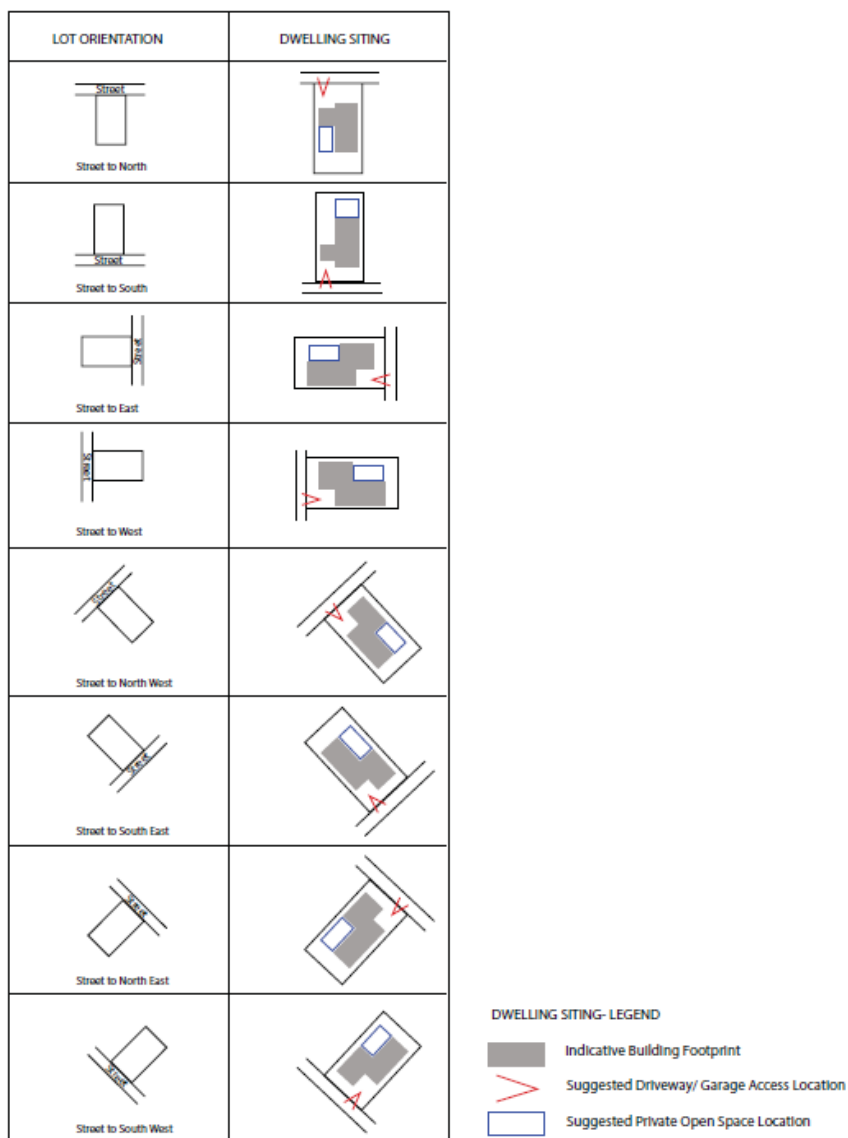 LOT ORIENTATION
DWELLING SITING
Street
Street to North
Street
Street to South
Street
Street to East
Street
Street to West
Street
Street to North West
Street
Street to South East
Street
Street to North East
Street
Street to South West
DWELLING SITING- LEGEND
Indicative Building Footprint
Suggested Driveway/ Garage Access Location
Suggested Private Open Space Location